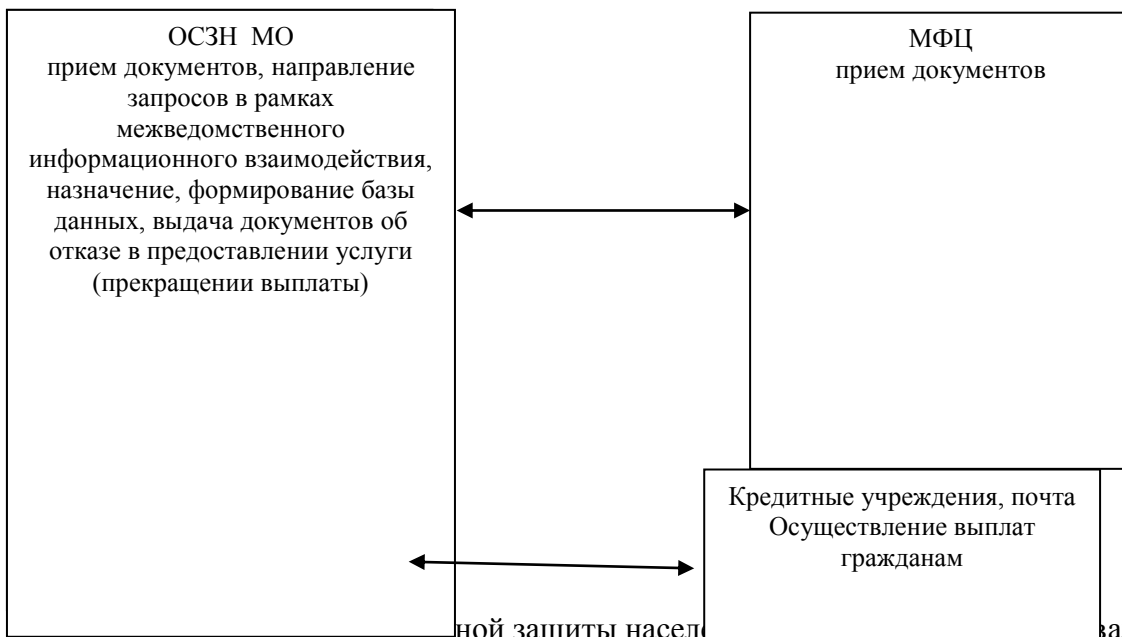 ОСЗН МО
прием документов, направление
запросов в рамках
межведомственного
информационного взаимодействия,
назначение, формирование базы
данных, выдача документов об
отказе в предоставлении услуги
(прекращении выплаты)
МФЦ
прием документов
Кредитные учреждения, почта
Осуществление выплат
гражданам
защиты